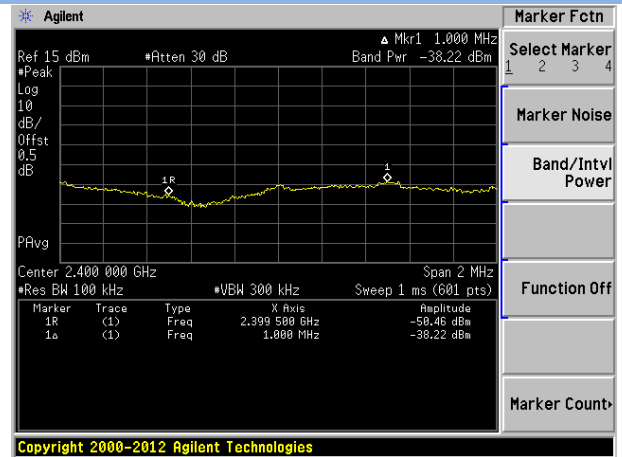 Agilent
Marker Fctn
Δ Mkr1 1.000 MHz
Ref 15 dBm #Atten 30 dB Band Pwr -38.22 dBm
#Peak
Log
10
dB/
Offst
0.5
dB
1R
1
PAvg
Center 2.400 000 GHz Span 2 MHz
#Res BW 100 kHz #VBW 300 kHz Sweep 1 ms (601 pts)
Marker Trace Type X Axis Amplitude
1R (1) Freq 2.399 500 GHz -50.46 dBm
1Δ (1) Freq 1.000 MHz -38.22 dBm
Select Marker
1 2 3 4
Marker Noise
Band/Intvl
Power
Function Off
Marker Count
Copyright 2000-2012 Agilent Technologies